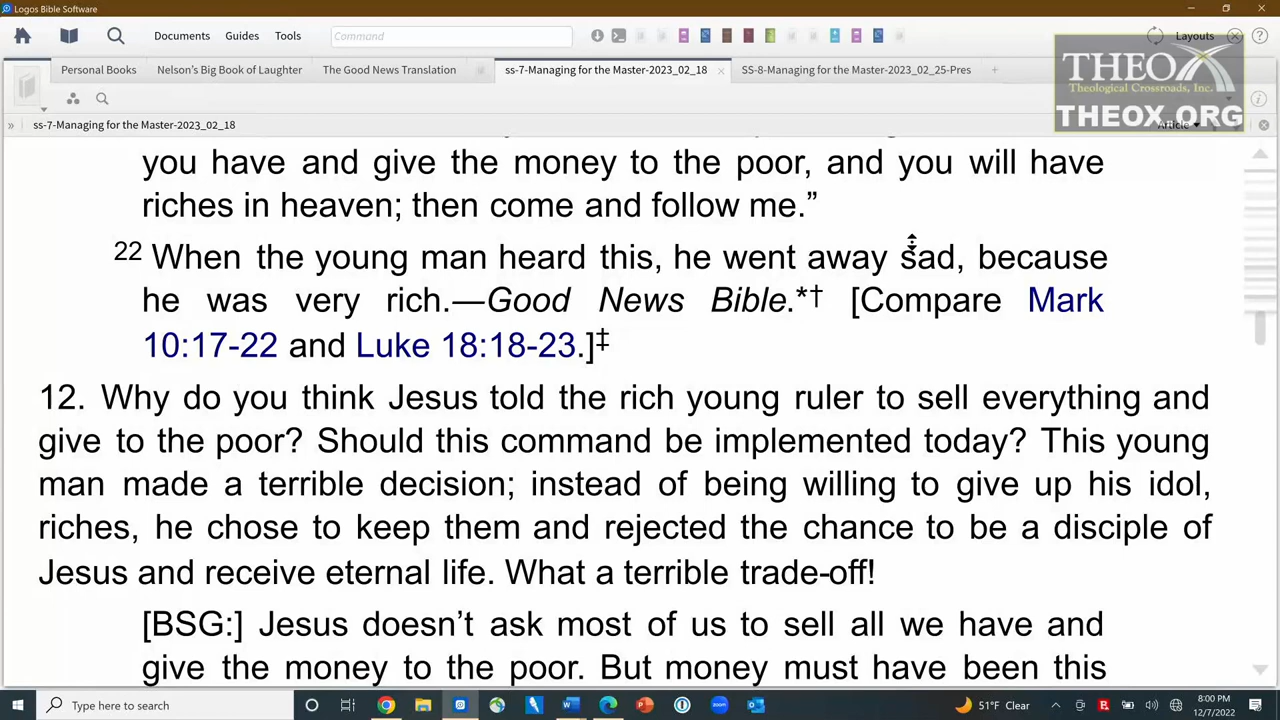 Logos Bible Software
Documents Guides Tools Command Layouts
THEOX
Theological Crossroads, Inc.
THEOX.ORG
Personal Books Nelson's Big Book of Laughter The Good News Translation ss-7-Managing for the Master-2023_02_18 SS-8-Managing for the Master-2023_02_25-Pres
ss-7-Managing for the Master-2023_02_18 Article
you have and give the money to the poor, and you will have
riches in heaven; then come and follow me.”
22 When the young man heard this, he went away sad, because
he was very rich.—Good News Bible.*† [Compare Mark
10:17-22 and Luke 18:18-23.]‡
12. Why do you think Jesus told the rich young ruler to sell everything and
give to the poor? Should this command be implemented today? This young
man made a terrible decision; instead of being willing to give up his idol,
riches, he chose to keep them and rejected the chance to be a disciple of
Jesus and receive eternal life. What a terrible trade-off!
[BSG:] Jesus doesn’t ask most of us to sell all we have and
give the money to the poor. But money must have been this
Type here to search
zoom
51°F Clear
8:00 PM
12/7/2022